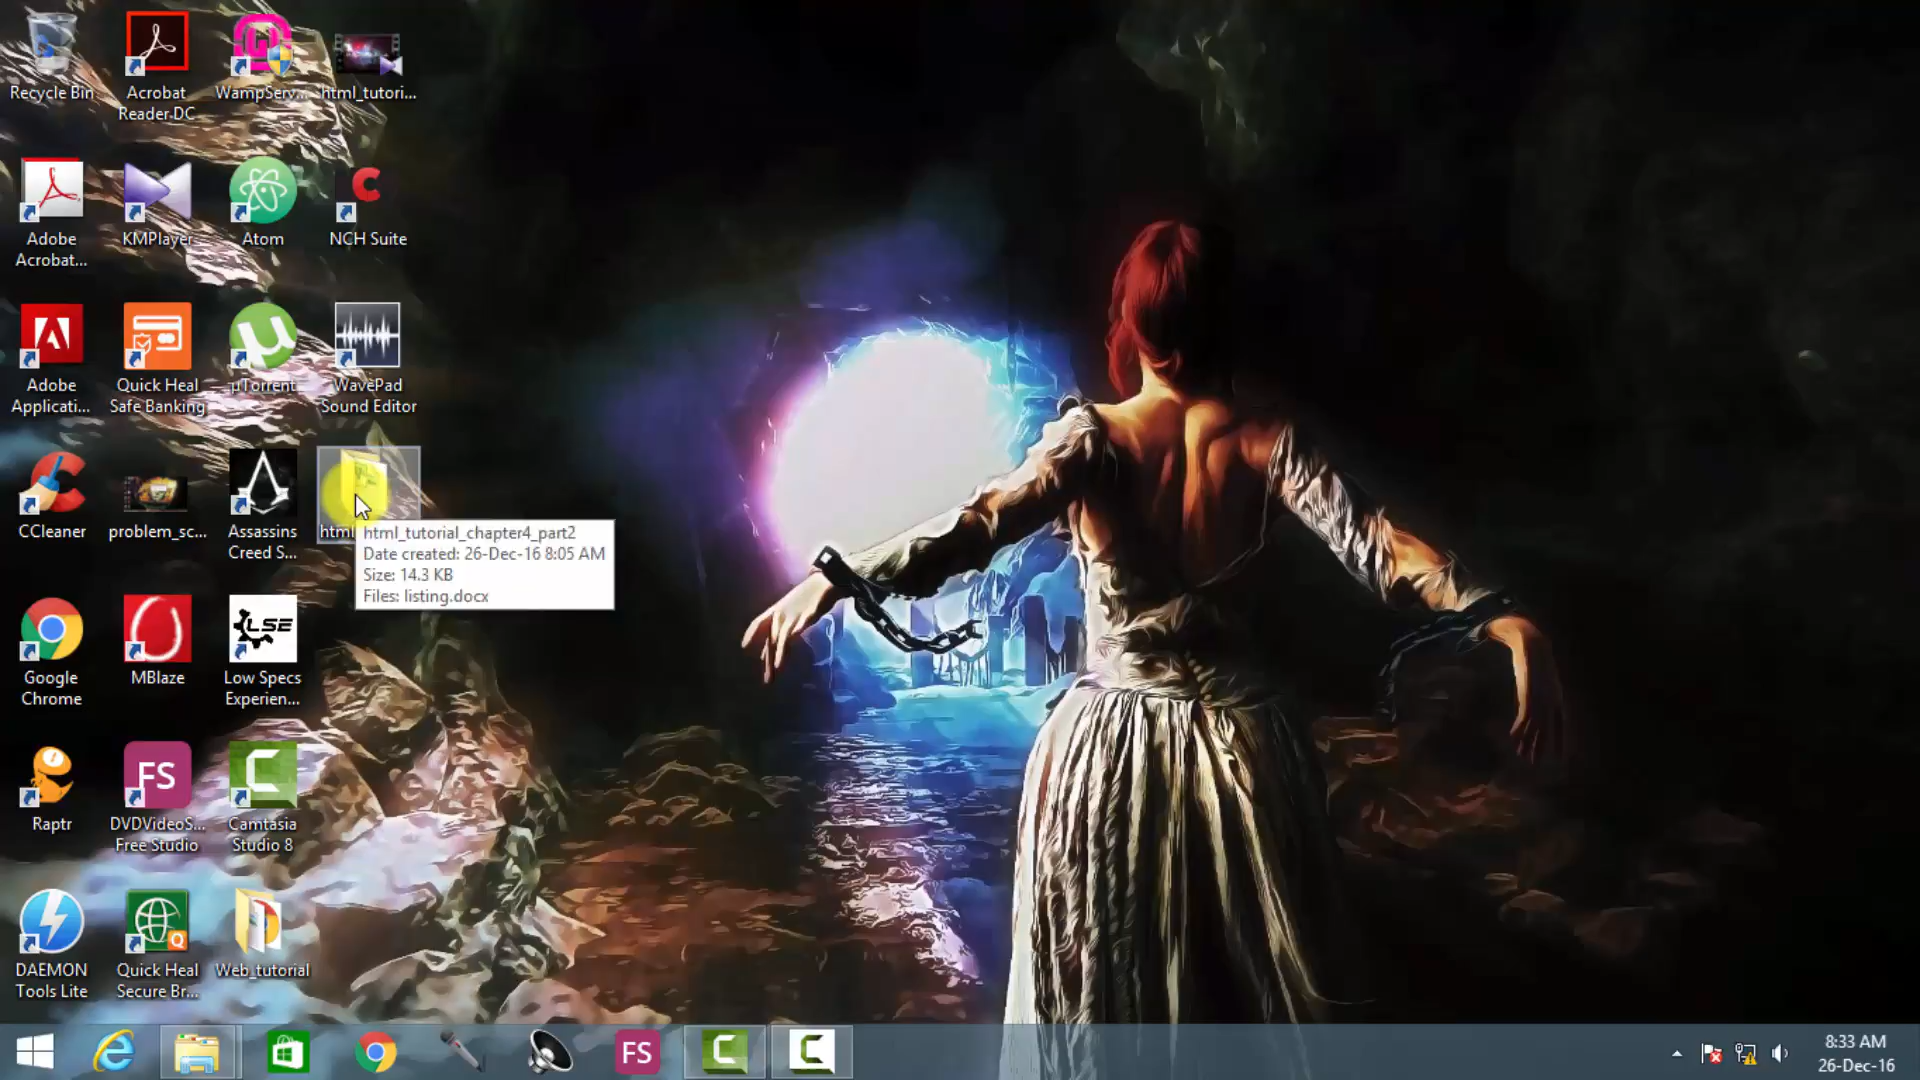 Recycle Bin
Acrobat
Reader DC
WampServ...
html_tutori...
Adobe
Acrobat...
KMPlayer
Atom
NCH Suite
Adobe
Applicati...
Quick Heal
Safe Banking
µTorrent
WavePad
Sound Editor
CCleaner
problem_sc...
Assassins
Creed S...
html
html_tutorial_chapter4_part2
Date created: 26-Dec-16 8:05 AM
Size: 14.3 KB
Files: listing.docx
Google
Chrome
MBlaze
LSE
Low Specs
Experien...
Raptr
FS
DVDVideoS...
Free Studio
Camtasia
Studio 8
DAEMON
Tools Lite
Quick Heal
Secure Br...
Web_tutorial
FS
8:33 AM
26-Dec-16